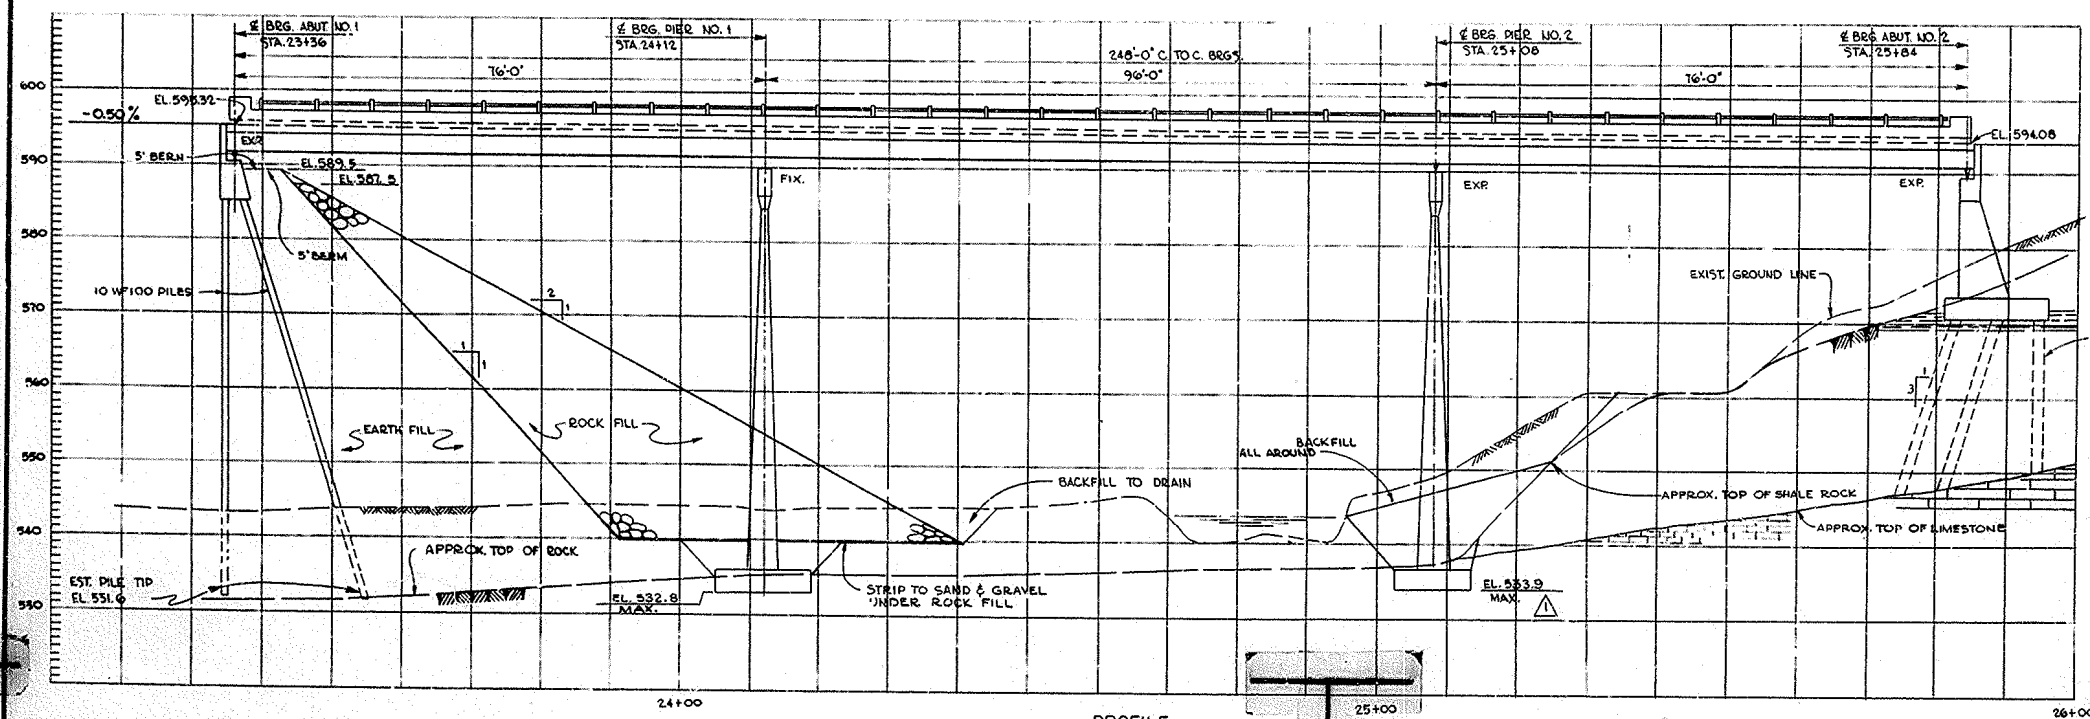 ℄ BRG. ABUT. NO. 1
STA. 23+36
℄ BRG. PIER NO. 1
STA. 24+12
248'-0" C. TO C. BRGS.
℄ BRG. PIER NO. 2
STA. 25+08
℄ BRG. ABUT. NO. 2
STA. 25+84
76'-0"
96'-0"
76'-0"
600
EL. 595.32
-0.50%
EXP.
5' BERM
590
EL. 589.5
EL. 587.5
FIX.
EXP.
EXP.
EL. 594.08
580
5' BERM
EXIST. GROUND LINE
10 WF100 PILES
2
1
570
1
1
560
1
3
EARTH FILL
ROCK FILL
BACKFILL
ALL AROUND
550
BACKFILL TO DRAIN
APPROX. TOP OF SHALE ROCK
540
APPROX. TOP OF LIMESTONE
APPROX. TOP OF ROCK
EST. PILE TIP
EL. 531.6
530
EL. 532.8
MAX.
STRIP TO SAND & GRAVEL
UNDER ROCK FILL
EL. 533.9
MAX.
1
24+00
25+00
26+00
PROFILE